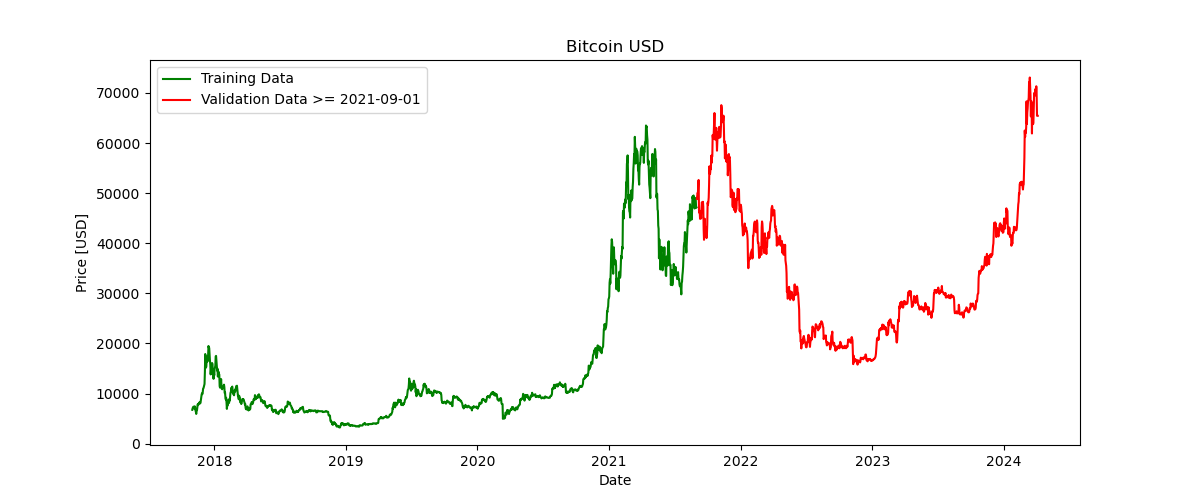 Bitcoin USD
Training Data
Validation Data >= 2021-09-01
70000
60000
50000
40000
30000
20000
10000
0
Price [USD]
2018 2019 2020 2021 2022 2023 2024
Date